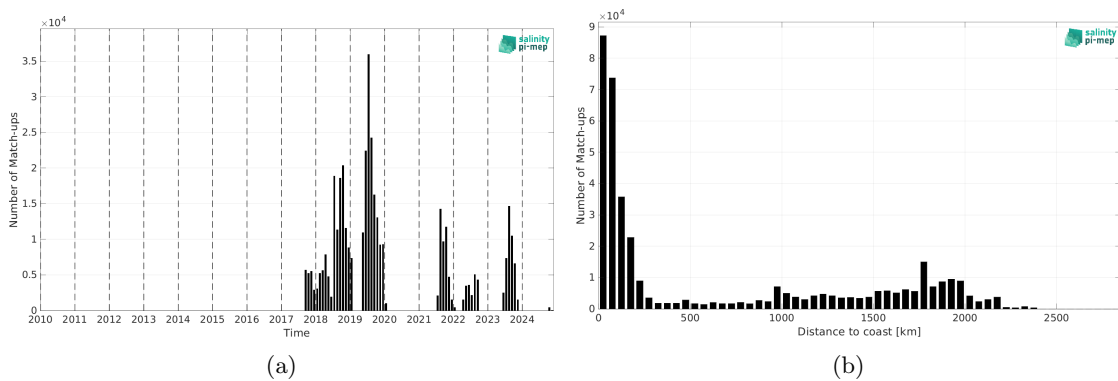 ×10⁴
salinity
pi-mep
3.5
3
2.5
2
1.5
1
0.5
0
Number of Match-ups
2010 2011 2012 2013 2014 2015 2016 2017 2018 2019 2020 2021 2022 2023 2024
Time
(a)
×10⁴
salinity
pi-mep
9
8
7
6
5
4
3
2
1
0
Number of Match-ups
0 500 1000 1500 2000 2500
Distance to coast [km]
(b)